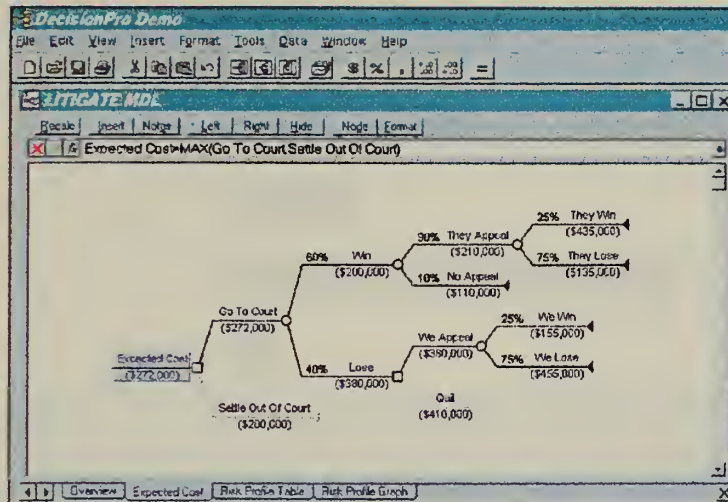 DecisionPro Demo
File Edit View Insert Format Tools Data Window Help
$ % , =
LITIGATE.MDL
Recalc Insert Notes Left Right Hide Node Format
Expected Cost=MAX(Go To Court,Settle Out Of Court)
25% They Win
($435,000)
90% They Appeal
($210,000)
75% They Lose
($135,000)
60% Win
($200,000)
10% No Appeal
($110,000)
Go To Court
($272,000)
25% We Win
($155,000)
We Appeal
($380,000)
75% We Lose
($455,000)
40% Lose
($380,000)
Quit
($410,000)
Expected Cost
($272,000)
Settle Out Of Court
Overview Expected Cost Risk Profile Table Risk Profile Graph